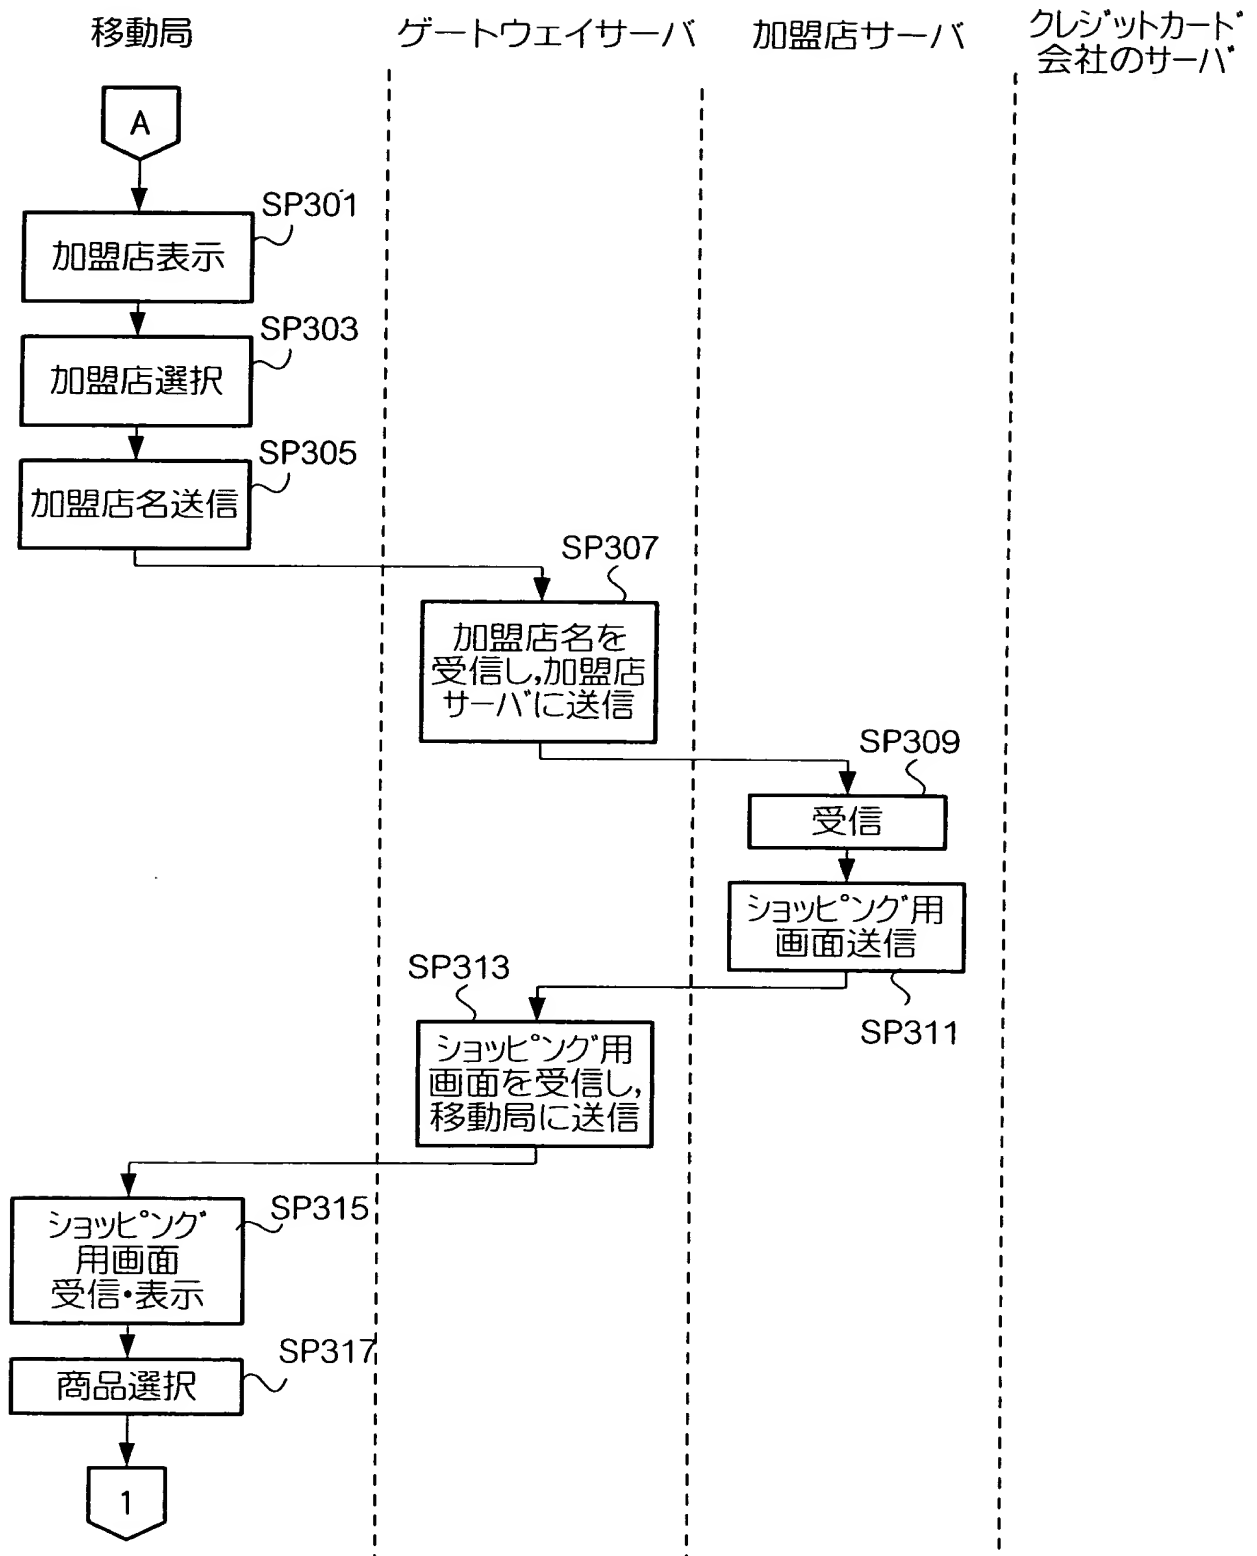 移動局
ゲートウェイサーバ
加盟店サーバ
クレジットカード
会社のサーバ
A
SP301
加盟店表示
SP303
加盟店選択
SP305
加盟店名送信
SP307
加盟店名を
受信し,加盟店
サーバに送信
SP309
受信
ショッピング用
画面送信
SP311
SP313
ショッピング用
画面を受信し,
移動局に送信
SP315
ショッピング
用画面
受信・表示
SP317
商品選択
1